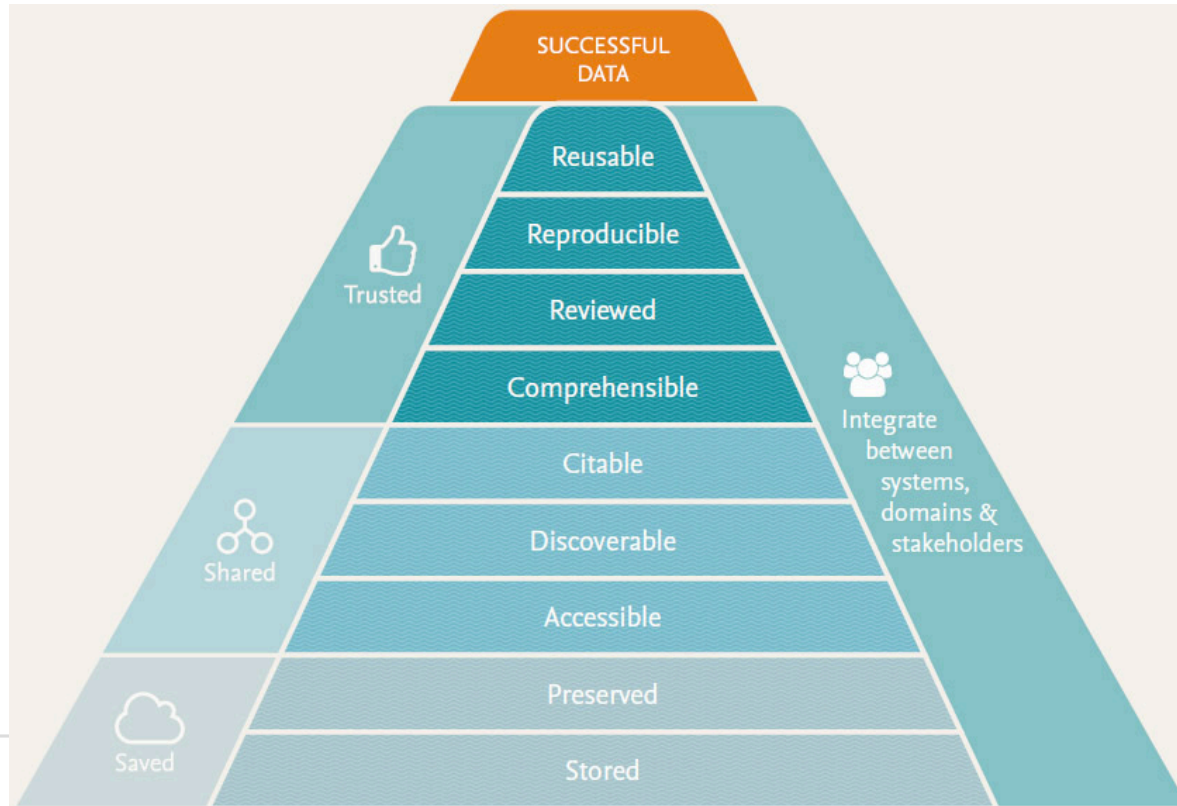 SUCCESSFUL
DATA
Reusable
Reproducible
Trusted
Reviewed
Comprehensible
Integrate
between
systems,
domains &
stakeholders
Citable
Discoverable
Shared
Accessible
Preserved
Saved
Stored